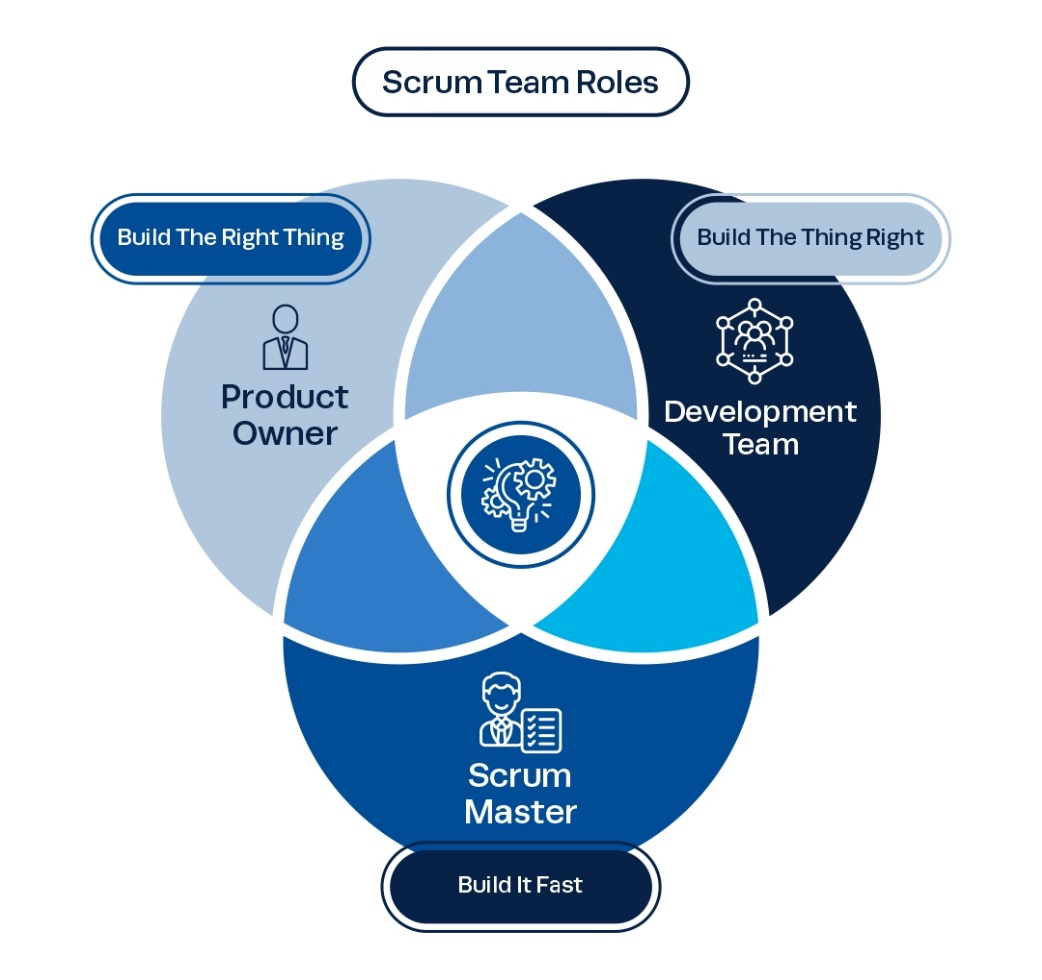 Scrum Team Roles
Build The Right Thing
Build The Thing Right
Product
Owner
Development
Team
Scrum
Master
Build It Fast